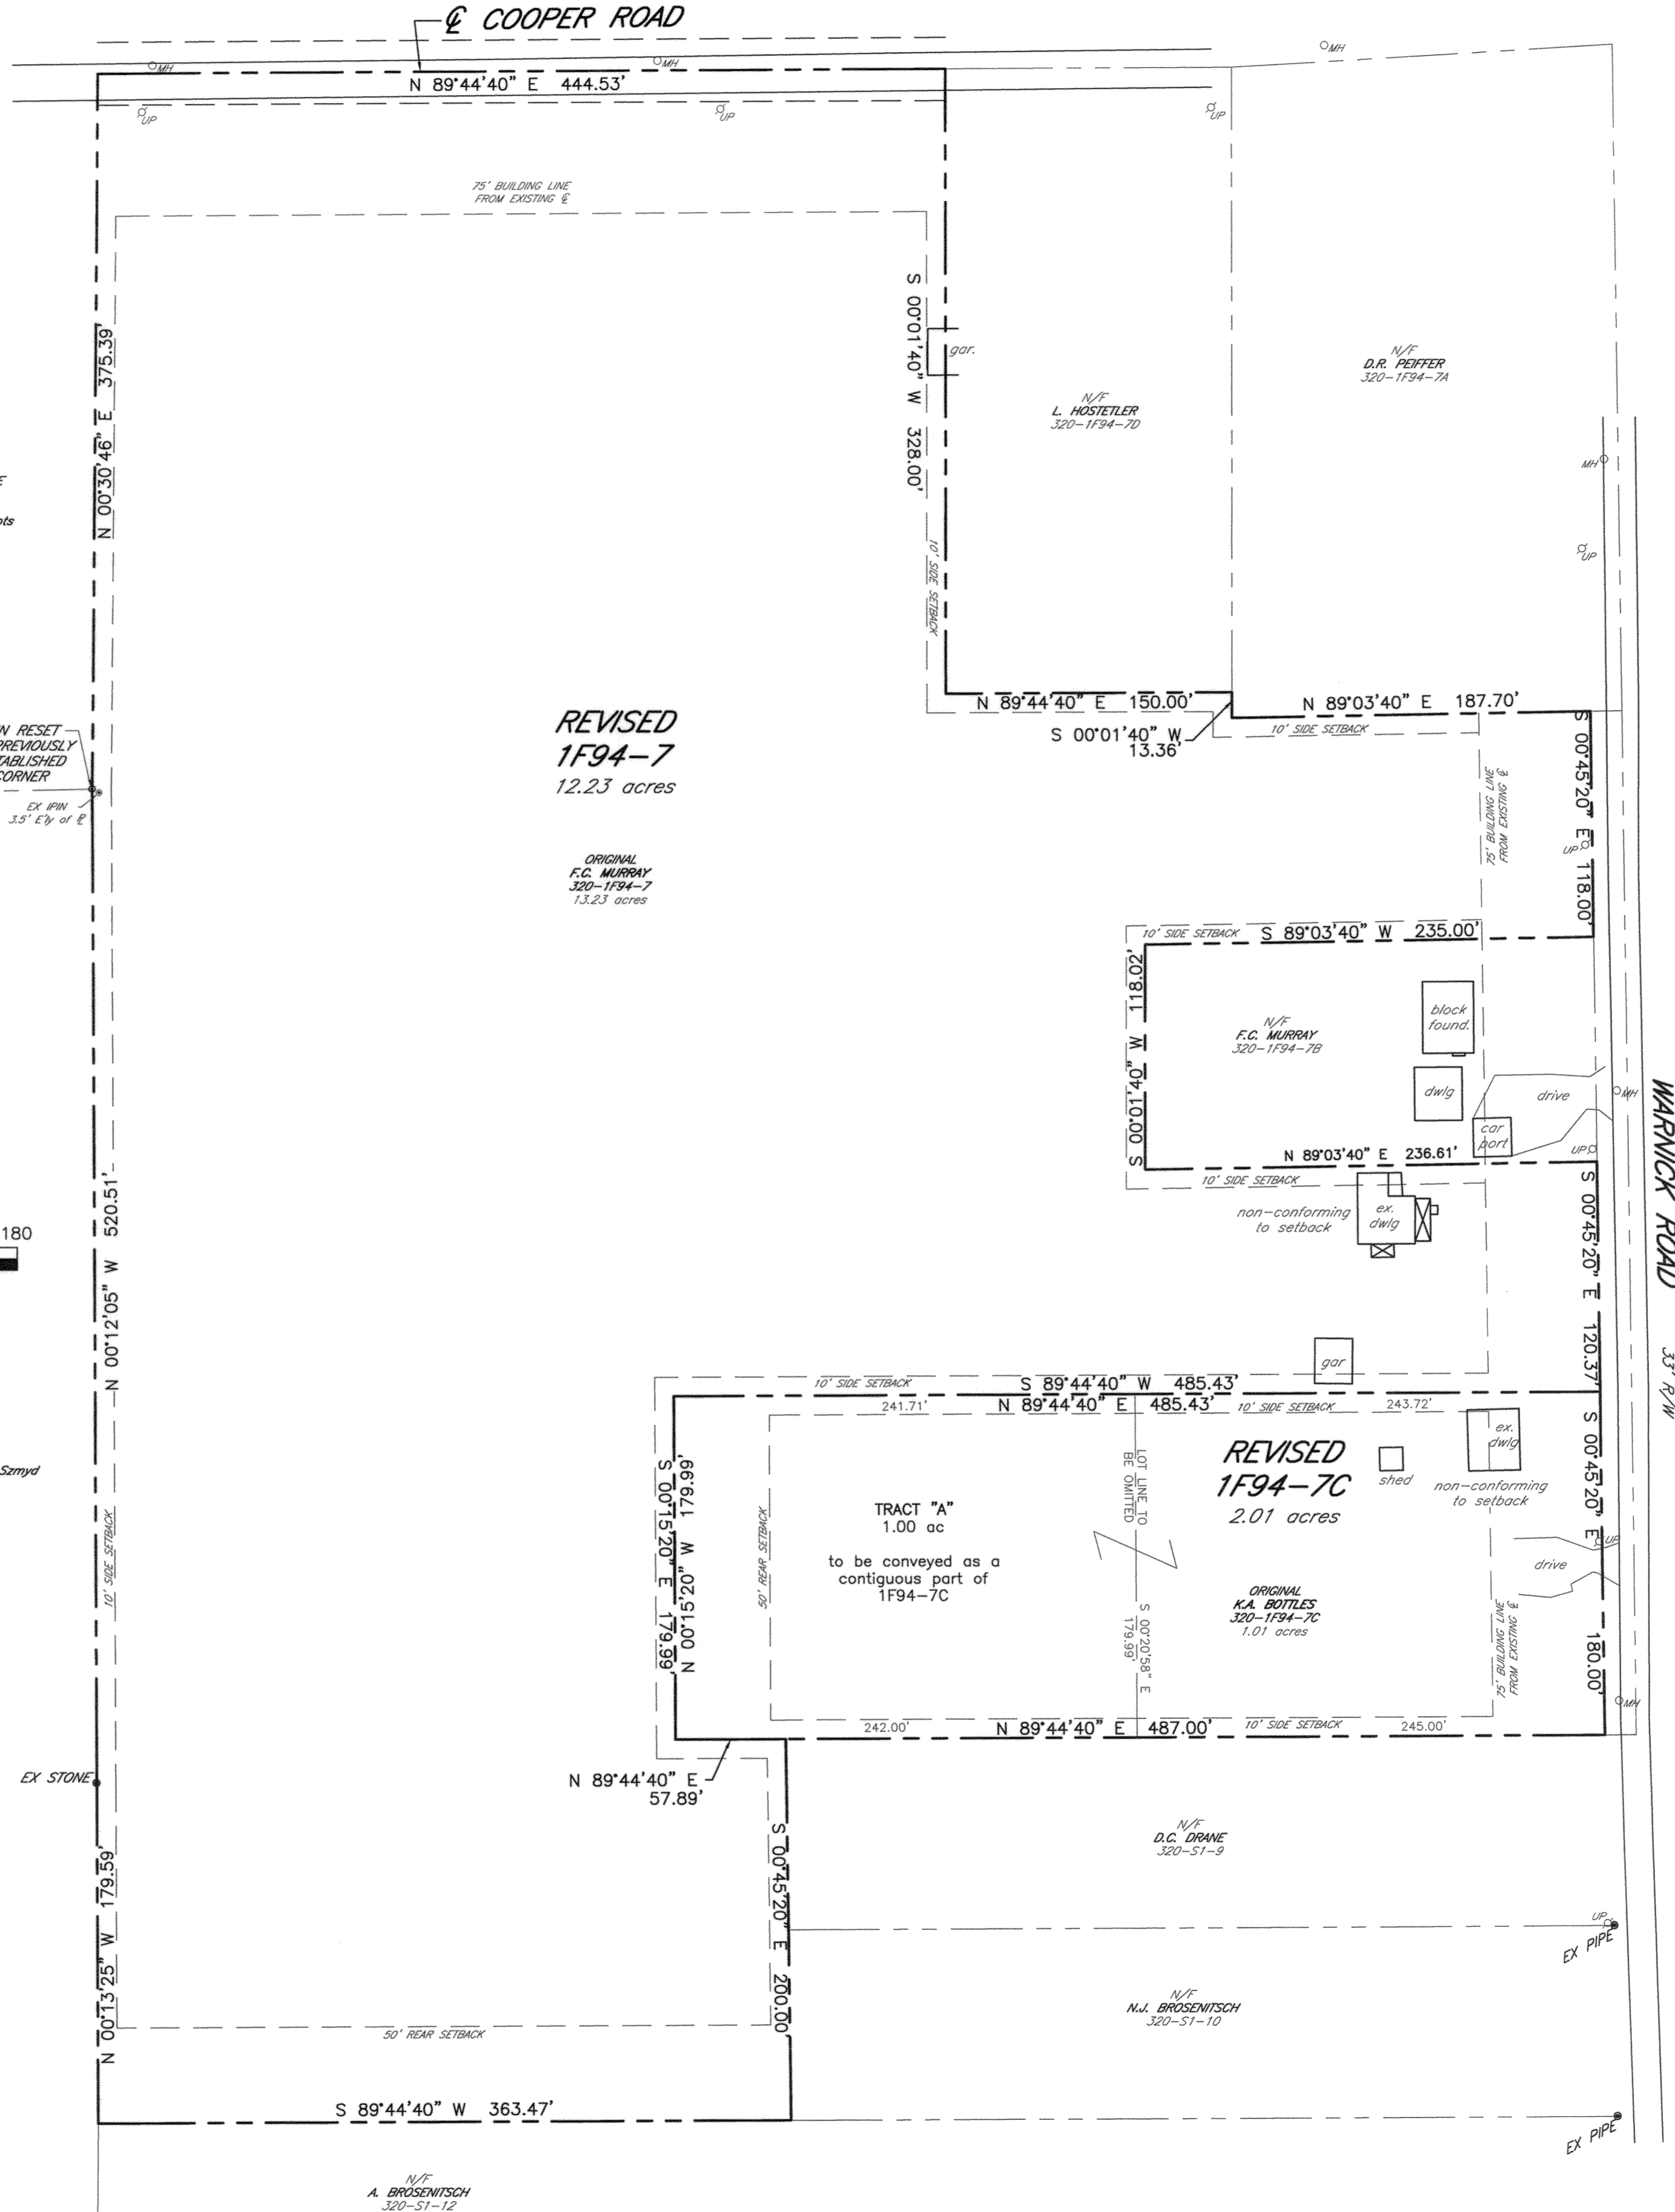 ℄ COOPER ROAD
MH
MH
MH
N 89°44'40" E 444.53'
UP
UP
UP
75' BUILDING LINE
FROM EXISTING ℄
N 00°30'46" E 375.39'
S 00°01'40" W 328.00'
gar.
N/F
L. HOSTETLER
320-1F94-7D
N/F
D.R. PEIFFER
320-1F94-7A
MH
UP
10' SIDE SETBACK
N RESET
PREVIOUSLY
TABLISHED
CORNER
EX IPIN
3.5' E'ly of ℄
REVISED
1F94-7
12.23 acres
ORIGINAL
F.C. MURRAY
320-1F94-7
13.23 acres
N 89°44'40" E 150.00'
S 00°01'40" W
13.36'
N 89°03'40" E 187.70'
10' SIDE SETBACK
75' BUILDING LINE
FROM EXISTING ℄
S 00°45'20" E 118.00'
UP
10' SIDE SETBACK
S 89°03'40" W 235.00'
S 00°01'40" W 118.02'
N/F
F.C. MURRAY
320-1F94-7B
block
found.
dwlg
car
port
drive
MH
UP
WARNICK ROAD 33' R/W
N 89°03'40" E 236.61'
10' SIDE SETBACK
non-conforming
to setback
ex.
dwlg
S 00°45'20" E 120.37'
N 00°12'05" W 520.51'
180
gar
10' SIDE SETBACK
S 89°44'40" W 485.43'
241.71'
N 89°44'40" E 485.43'
10' SIDE SETBACK
243.72'
Szmyd
10' SIDE SETBACK
S 00°15'20" E 179.99'
N 00°15'20" W 179.99'
50' REAR SETBACK
TRACT "A"
1.00 ac
to be conveyed as a
contiguous part of
1F94-7C
LOT LINE TO
BE OMITTED
S 00°20'58" E
179.99'
REVISED
1F94-7C
2.01 acres
ORIGINAL
K.A. BOTTLES
320-1F94-7C
1.01 acres
shed
ex.
dwlg
non-conforming
to setback
UP
drive
75' BUILDING LINE
FROM EXISTING ℄
S 00°45'20" E 180.00'
MH
242.00'
N 89°44'40" E 487.00'
10' SIDE SETBACK
245.00'
EX STONE
N 89°44'40" E
57.89'
N 00°13'25" W 179.59'
S 00°45'20" E 200.00'
N/F
D.C. DRANE
320-S1-9
UP
EX PIPE
N/F
N.J. BROSENITSCH
320-S1-10
50' REAR SETBACK
S 89°44'40" W 363.47'
EX PIPE
N/F
A. BROSENITSCH
320-S1-12